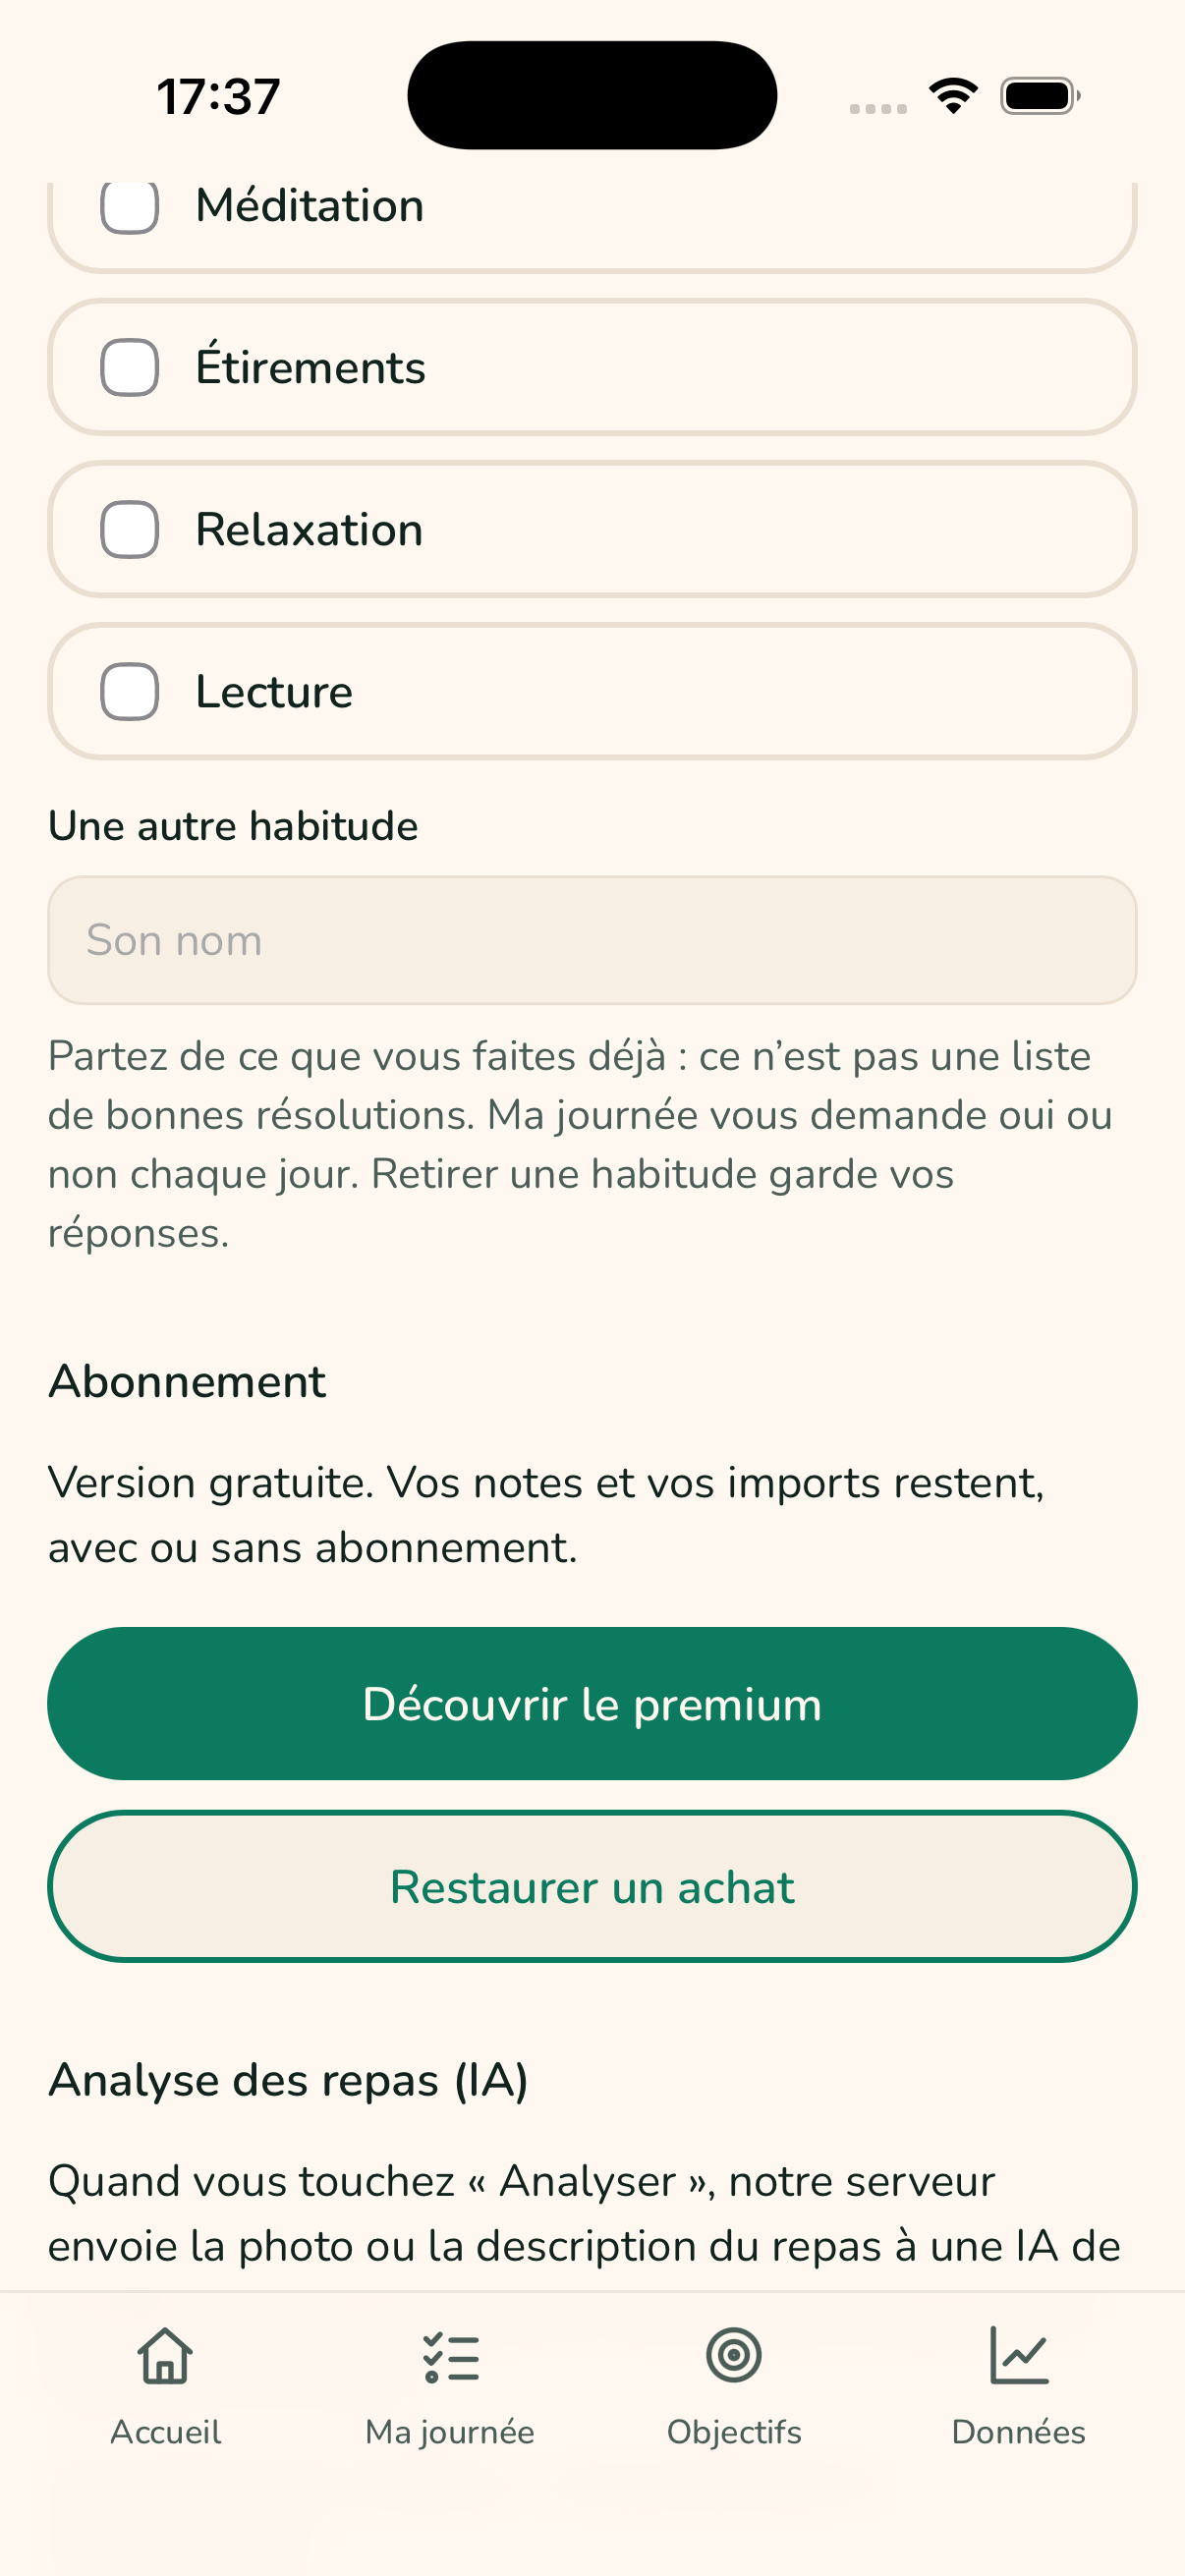 17:37
Méditation
Étirements
Relaxation
Lecture
Une autre habitude
Son nom
Partez de ce que vous faites déjà : ce n’est pas une liste
de bonnes résolutions. Ma journée vous demande oui ou
non chaque jour. Retirer une habitude garde vos
réponses.
Abonnement
Version gratuite. Vos notes et vos imports restent,
avec ou sans abonnement.
Découvrir le premium
Restaurer un achat
Analyse des repas (IA)
Quand vous touchez « Analyser », notre serveur
envoie la photo ou la description du repas à une IA de
Accueil
Ma journée
Objectifs
Données